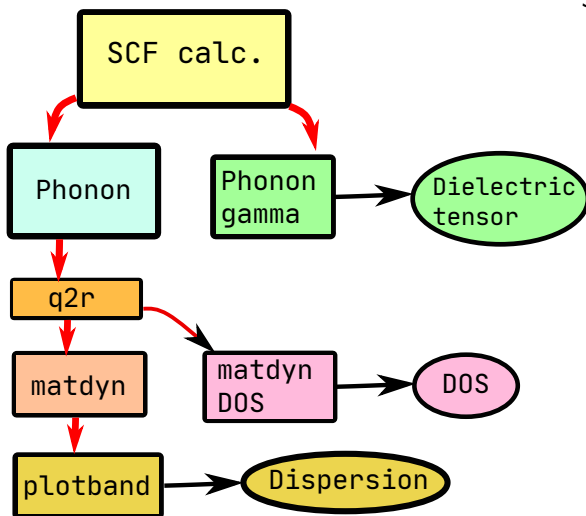 SCF calc.
Phonon
Phonon
gamma
Dielectric
tensor
q2r
matdyn
matdyn
DOS
DOS
plotband
Dispersion